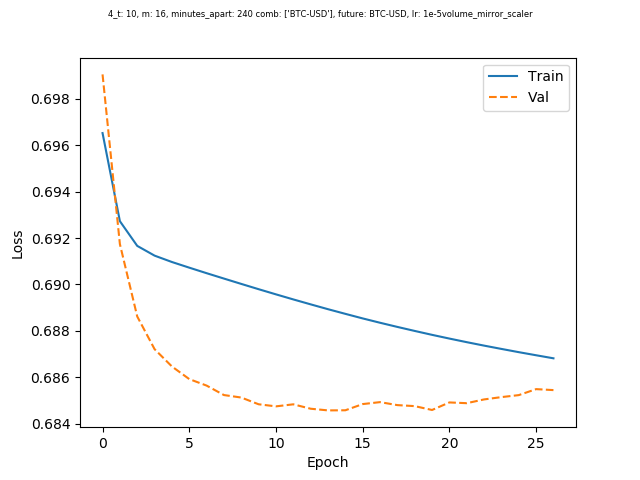 4_t: 10, m: 16, minutes_apart: 240 comb: ['BTC-USD'], future: BTC-USD, lr: 1e-5volume_mirror_scaler
Train
Val
0.698
0.696
0.694
0.692
0.690
0.688
0.686
0.684
Loss
0
5
10
15
20
25
Epoch